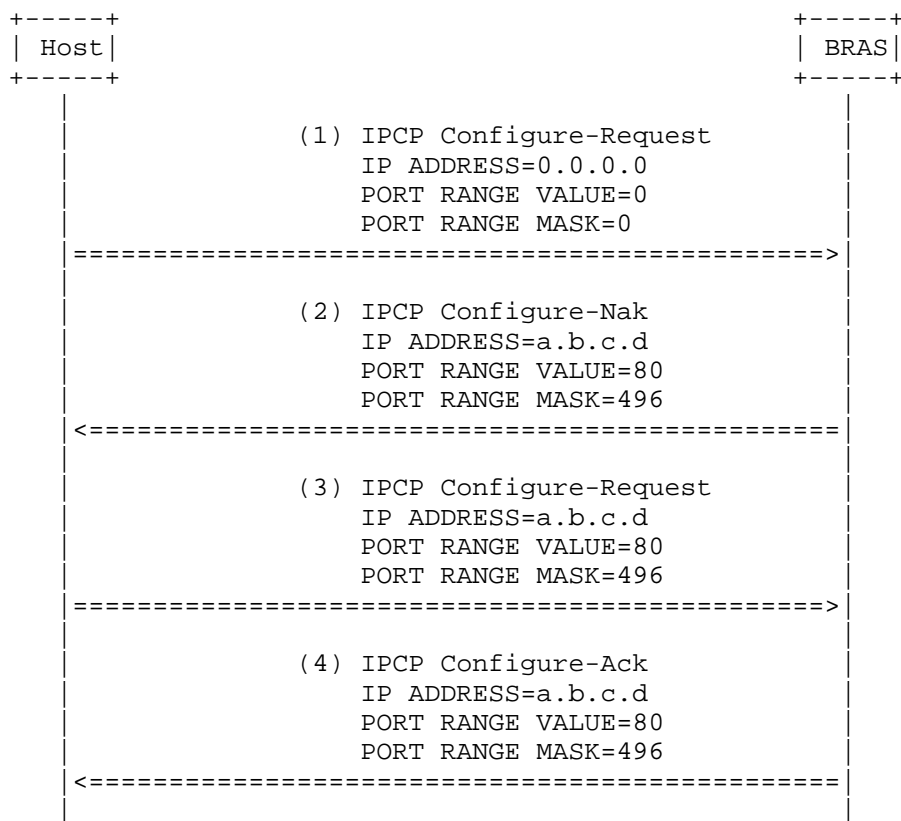 Host BRAS
(1) IPCP Configure-Request
IP ADDRESS=0.0.0.0
PORT RANGE VALUE=0
PORT RANGE MASK=0
(2) IPCP Configure-Nak
IP ADDRESS=a.b.c.d
PORT RANGE VALUE=80
PORT RANGE MASK=496
(3) IPCP Configure-Request
IP ADDRESS=a.b.c.d
PORT RANGE VALUE=80
PORT RANGE MASK=496
(4) IPCP Configure-Ack
IP ADDRESS=a.b.c.d
PORT RANGE VALUE=80
PORT RANGE MASK=496